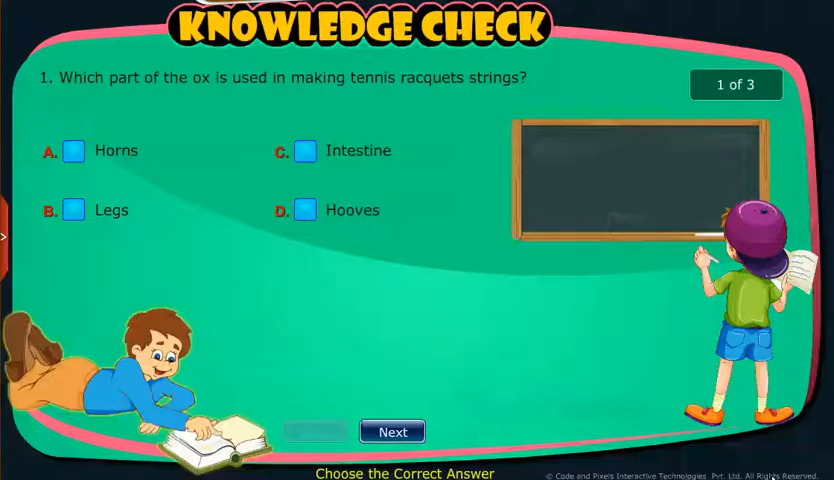 KNOWLEDGE CHECK
1. Which part of the ox is used in making tennis racquets strings?
1 of 3
A. Horns
C. Intestine
B. Legs
D. Hooves
Next
Choose the Correct Answer
© Code and Pixels Interactive Technologies Pvt. Ltd. All Rights Reserved.